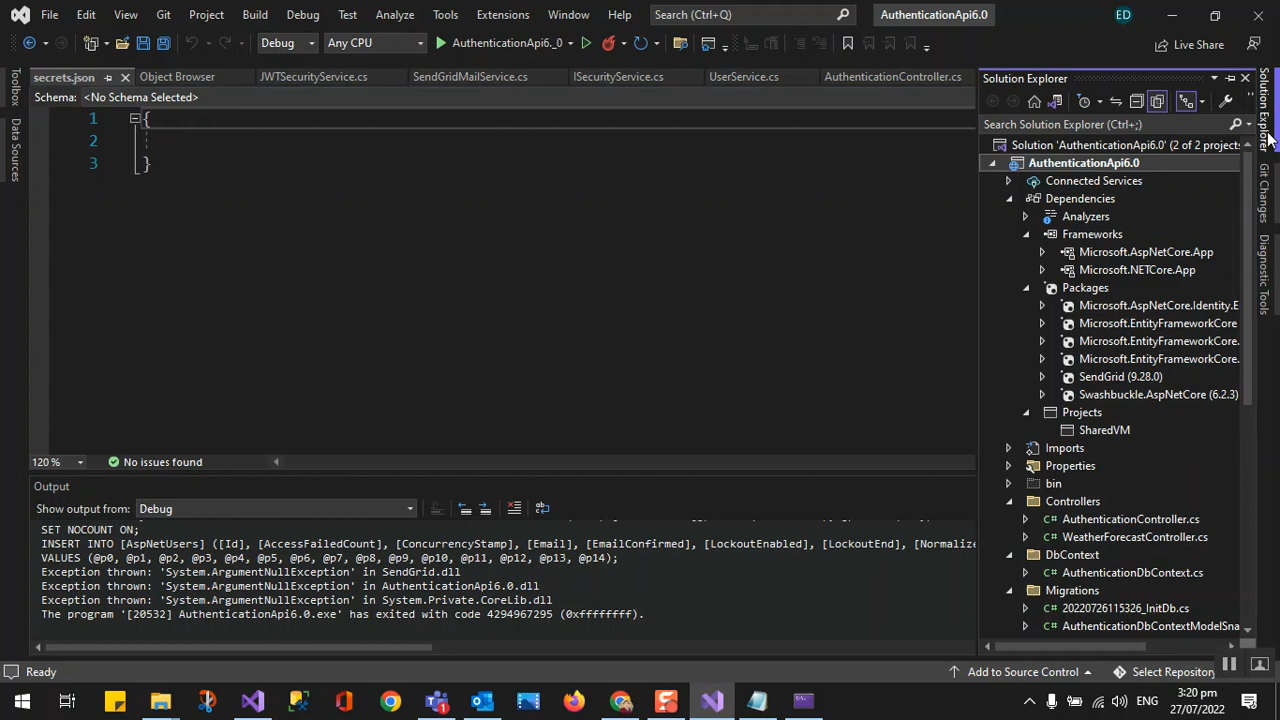 File Edit View Git Project Build Debug Test Analyze Tools Extensions Window Help Search (Ctrl+Q) AuthenticationApi6.0 ED
Debug Any CPU AuthenticationApi6._0 Live Share
secrets.json Object Browser JWTSecurityService.cs SendGridMailService.cs ISecurityService.cs UserService.cs AuthenticationController.cs
Schema: <No Schema Selected>
1 {
2
3 }
120 % No issues found
Output
Show output from: Debug
SET NOCOUNT ON;
INSERT INTO [AspNetUsers] ([Id], [AccessFailedCount], [ConcurrencyStamp], [Email], [EmailConfirmed], [LockoutEnabled], [LockoutEnd], [Normalize
VALUES (@p0, @p1, @p2, @p3, @p4, @p5, @p6, @p7, @p8, @p9, @p10, @p11, @p12, @p13, @p14);
Exception thrown: 'System.ArgumentNullException' in SendGrid.dll
Exception thrown: 'System.ArgumentNullException' in AuthenticationApi6.0.dll
Exception thrown: 'System.ArgumentNullException' in System.Private.CoreLib.dll
The program '[20532] AuthenticationApi6.0.exe' has exited with code 4294967295 (0xffffffff).
Toolbox
Data Sources
Solution Explorer
Search Solution Explorer (Ctrl+;)
Solution 'AuthenticationApi6.0' (2 of 2 projects
AuthenticationApi6.0
Connected Services
Dependencies
Analyzers
Frameworks
Microsoft.AspNetCore.App
Microsoft.NETCore.App
Packages
Microsoft.AspNetCore.Identity.E
Microsoft.EntityFrameworkCore
Microsoft.EntityFrameworkCore.
Microsoft.EntityFrameworkCore.
SendGrid (9.28.0)
Swashbuckle.AspNetCore (6.2.3)
Projects
SharedVM
Imports
Properties
bin
Controllers
AuthenticationController.cs
WeatherForecastController.cs
DbContext
AuthenticationDbContext.cs
Migrations
20220726115326_InitDb.cs
AuthenticationDbContextModelSna
Solution Explorer
Git Changes
Diagnostic Tools
Ready Add to Source Control Select Repository
ENG 3:20 pm
27/07/2022